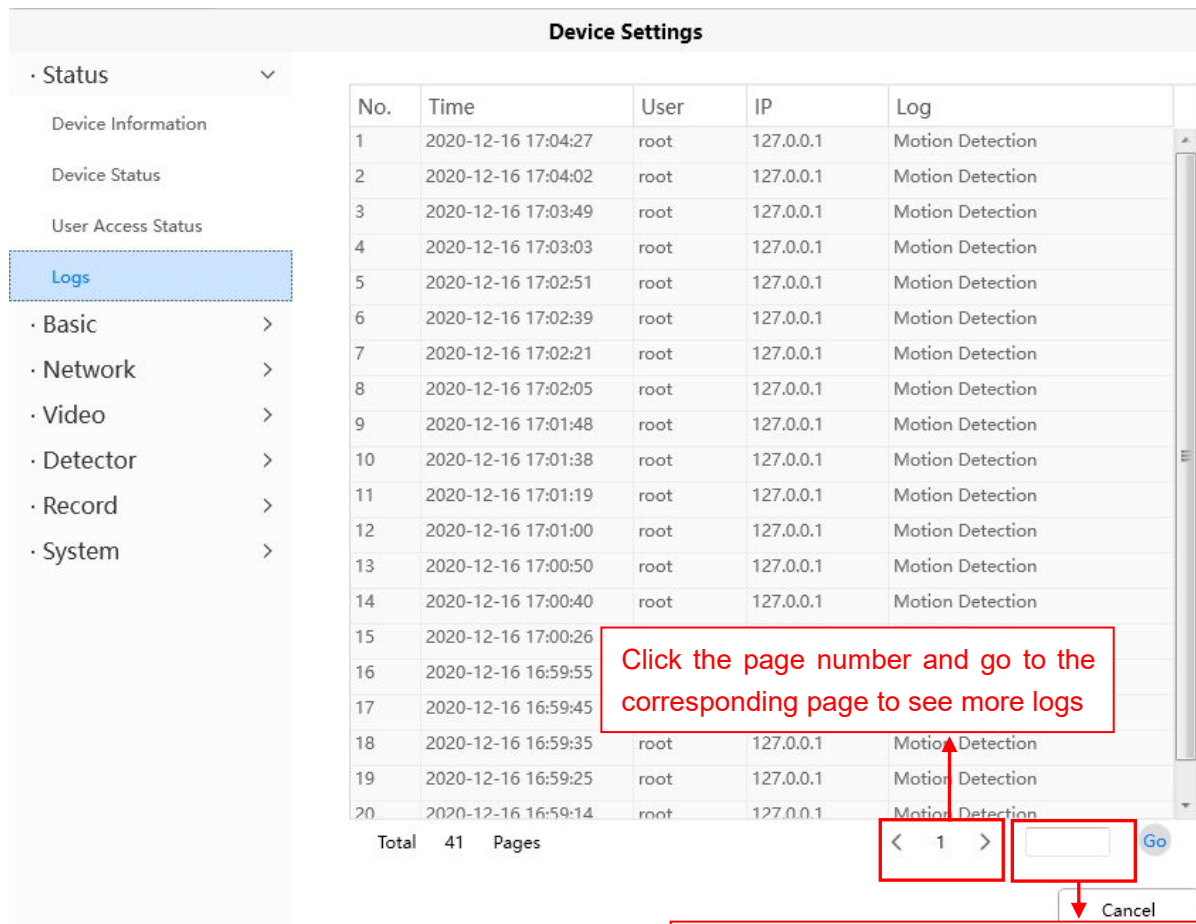 Device Settings
· Status
Device Information
Device Status
User Access Status
Logs
· Basic
· Network
· Video
· Detector
· Record
· System
No. Time User IP Log
1 2020-12-16 17:04:27 root 127.0.0.1 Motion Detection
2 2020-12-16 17:04:02 root 127.0.0.1 Motion Detection
3 2020-12-16 17:03:49 root 127.0.0.1 Motion Detection
4 2020-12-16 17:03:03 root 127.0.0.1 Motion Detection
5 2020-12-16 17:02:51 root 127.0.0.1 Motion Detection
6 2020-12-16 17:02:39 root 127.0.0.1 Motion Detection
7 2020-12-16 17:02:21 root 127.0.0.1 Motion Detection
8 2020-12-16 17:02:05 root 127.0.0.1 Motion Detection
9 2020-12-16 17:01:48 root 127.0.0.1 Motion Detection
10 2020-12-16 17:01:38 root 127.0.0.1 Motion Detection
11 2020-12-16 17:01:19 root 127.0.0.1 Motion Detection
12 2020-12-16 17:01:00 root 127.0.0.1 Motion Detection
13 2020-12-16 17:00:50 root 127.0.0.1 Motion Detection
14 2020-12-16 17:00:40 root 127.0.0.1 Motion Detection
15 2020-12-16 17:00:26
16 2020-12-16 16:59:55
17 2020-12-16 16:59:45
Click the page number and go to the
corresponding page to see more logs
18 2020-12-16 16:59:35 root 127.0.0.1 Motion Detection
19 2020-12-16 16:59:25 root 127.0.0.1 Motion Detection
20 2020-12-16 16:59:14 root 127.0.0.1 Motion Detection
Total 41 Pages < 1 > Go
Cancel